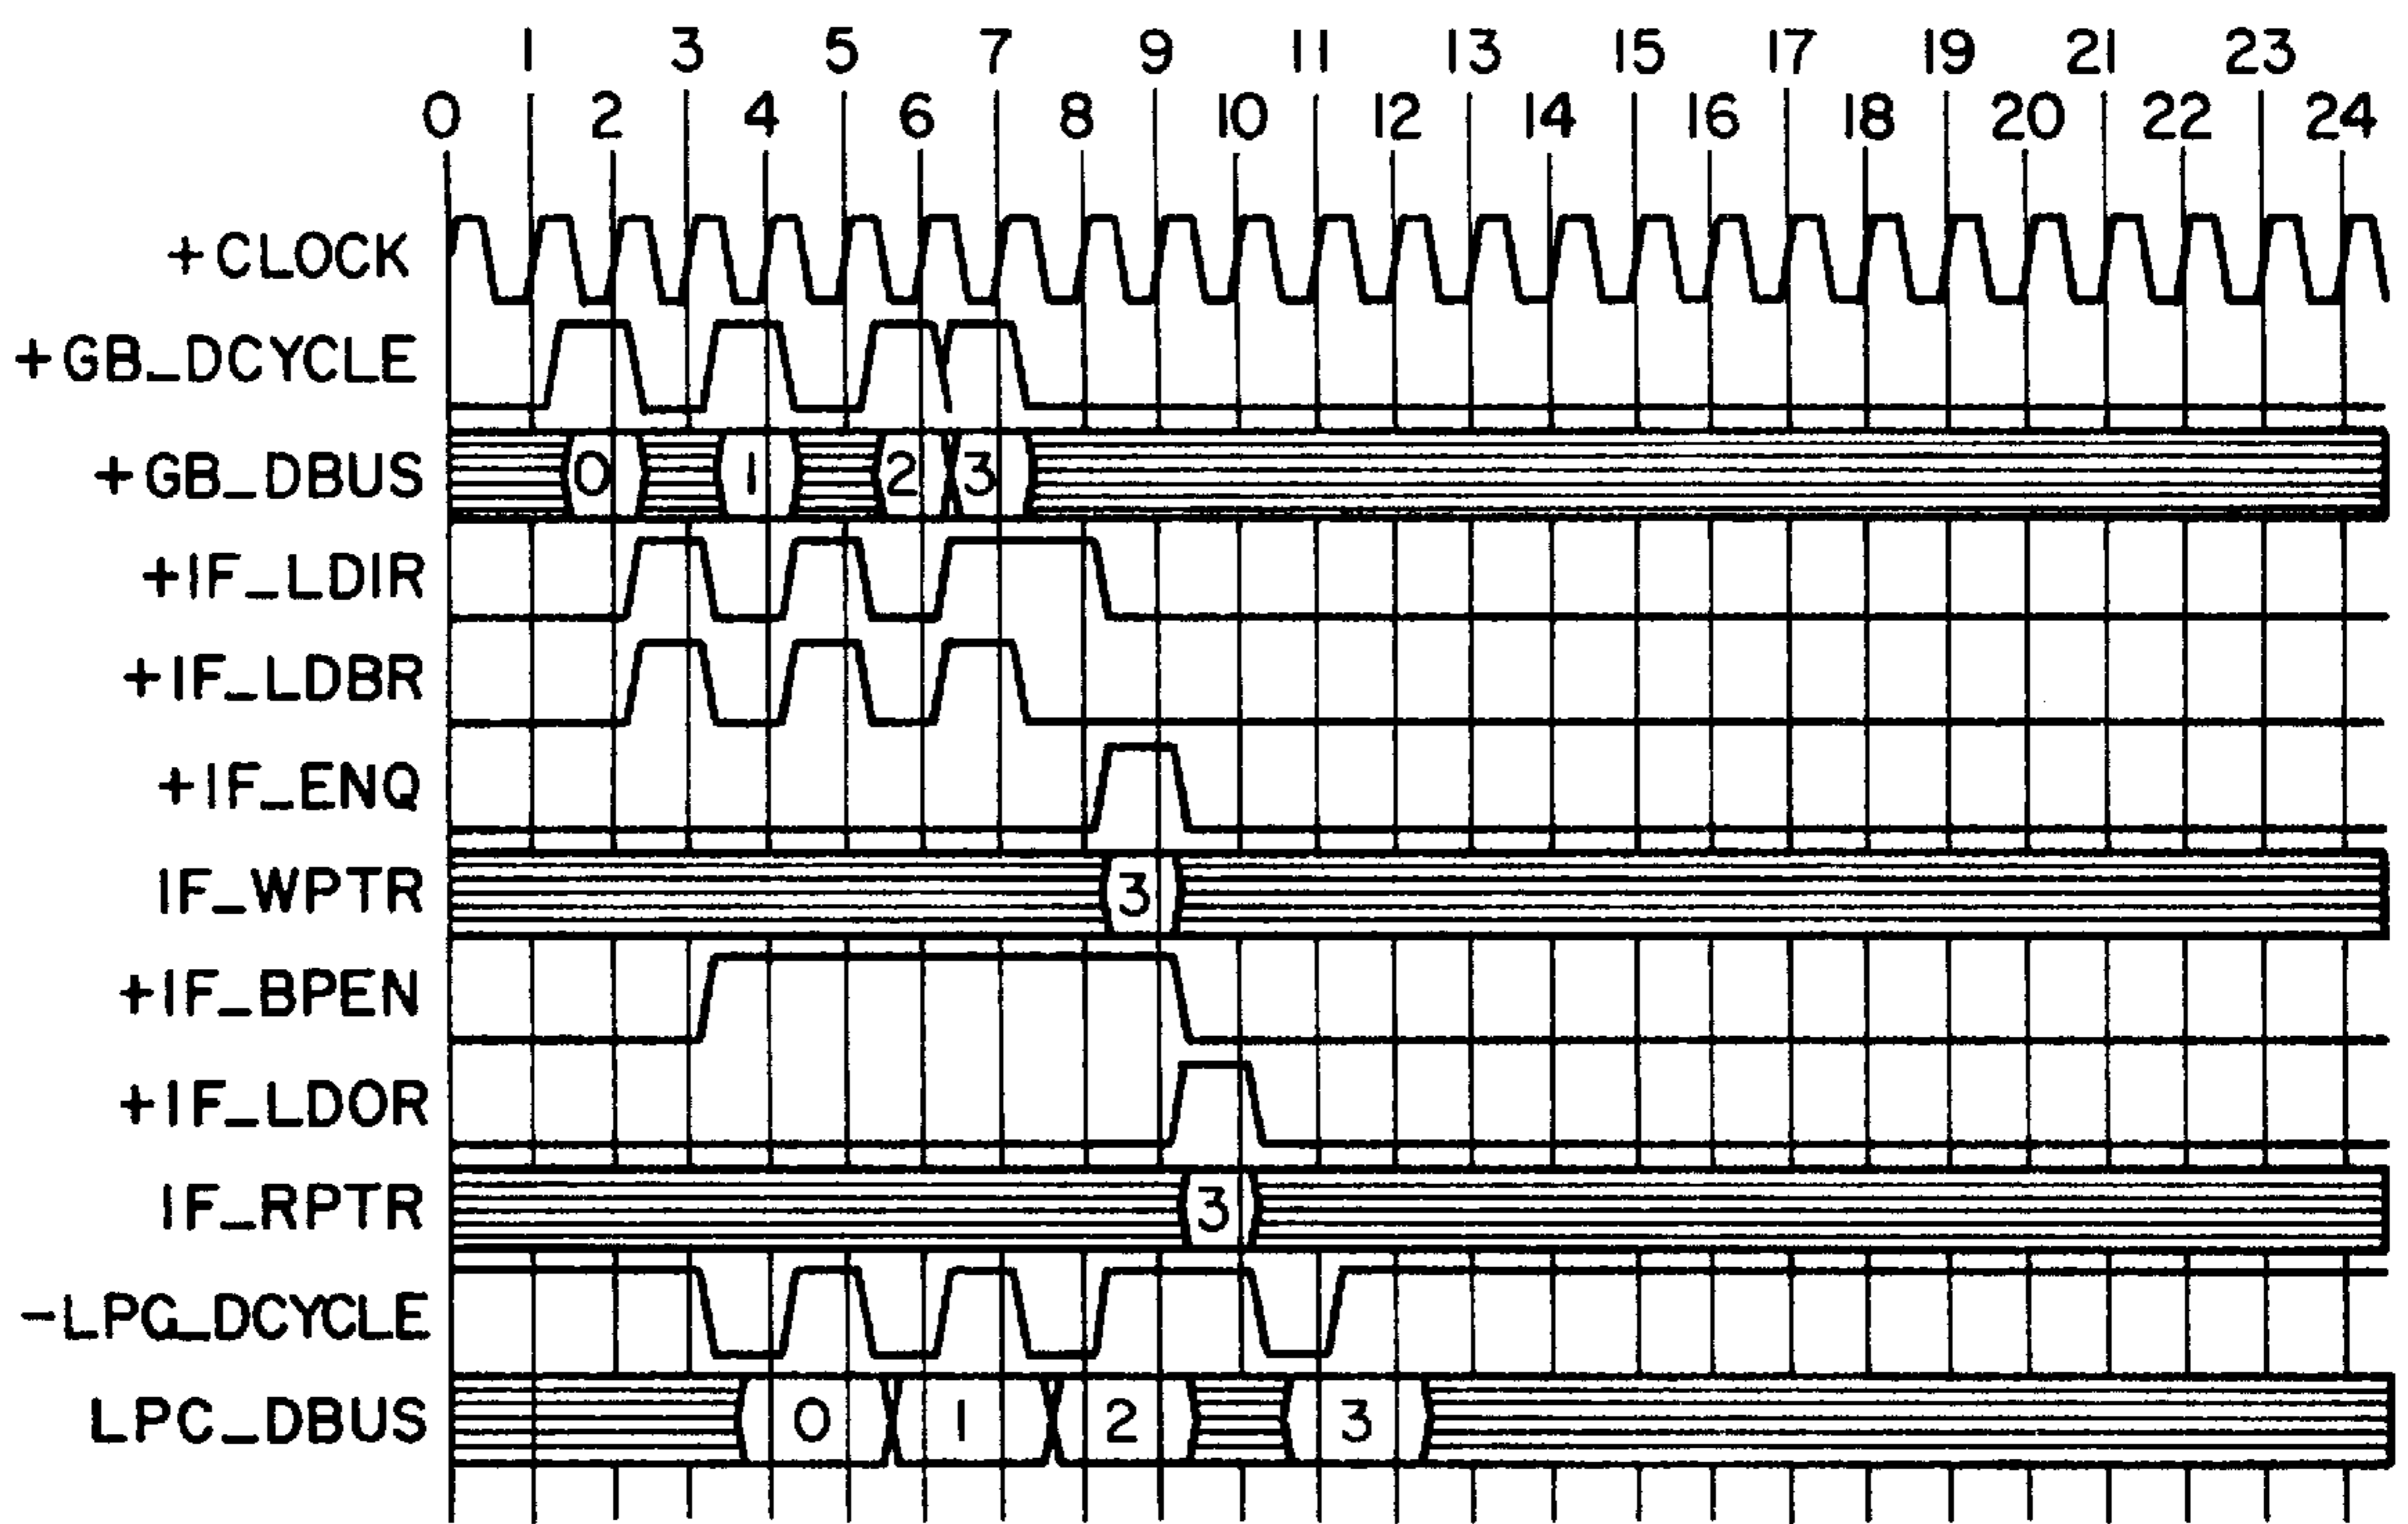 1 3 5 7 9 11 13 15 17 19 21 23
0 2 4 6 8 10 12 14 16 18 20 22 24
+CLOCK
+GB_DCYCLE
+GB_DBUS 0 1 2 3
+IF_LDIR
+IF_LDBR
+IF_ENQ
IF_WPTR 3
+IF_BPEN
+IF_LDOR
IF_RPTR 3
-LPC_DCYCLE
LPC_DBUS 0 1 2 3